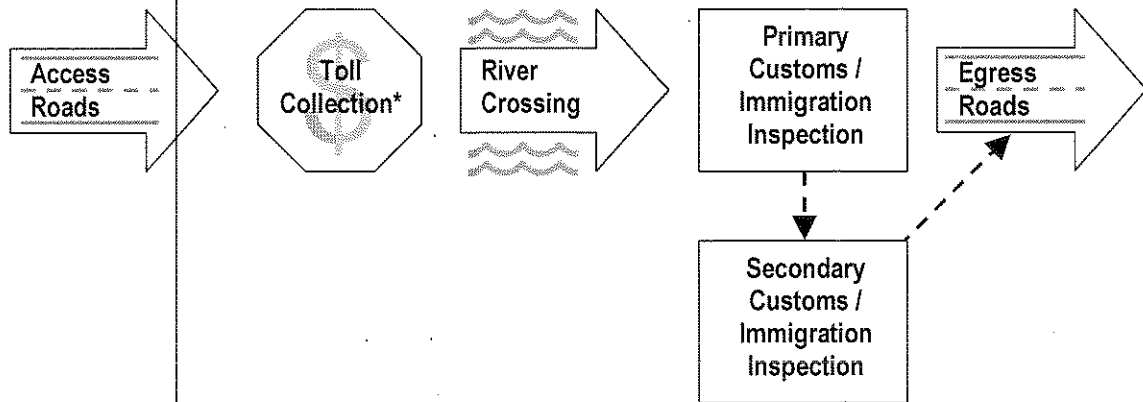 Access
Roads
$
Toll
Collection*
River
Crossing
Primary
Customs /
Immigration
Inspection
Egress
Roads
Secondary
Customs /
Immigration
Inspection